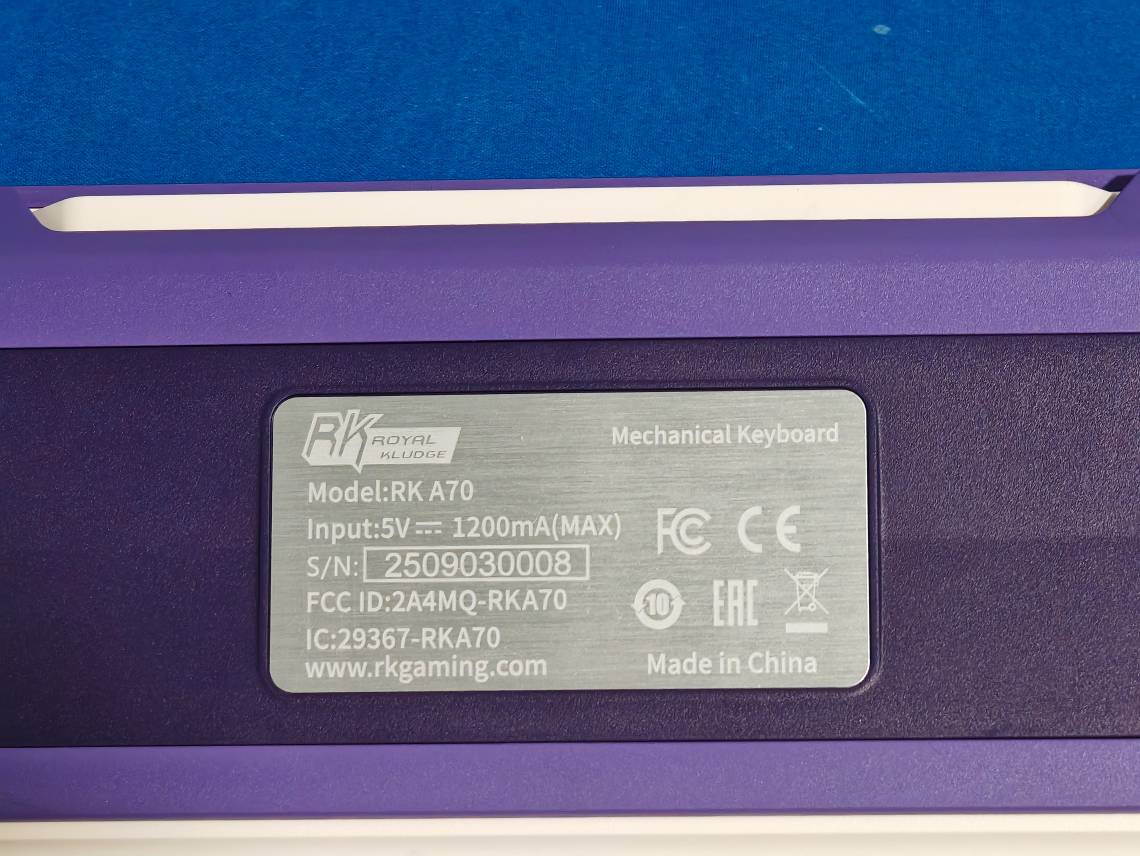 RK ROYAL KLUDGE
Mechanical Keyboard
Model:RK A70
Input:5V ⎓ 1200mA(MAX)
S/N: 2509030008
FCC ID:2A4MQ-RKA70
IC:29367-RKA70
www.rkgaming.com
FC CE
10 EAC
Made in China